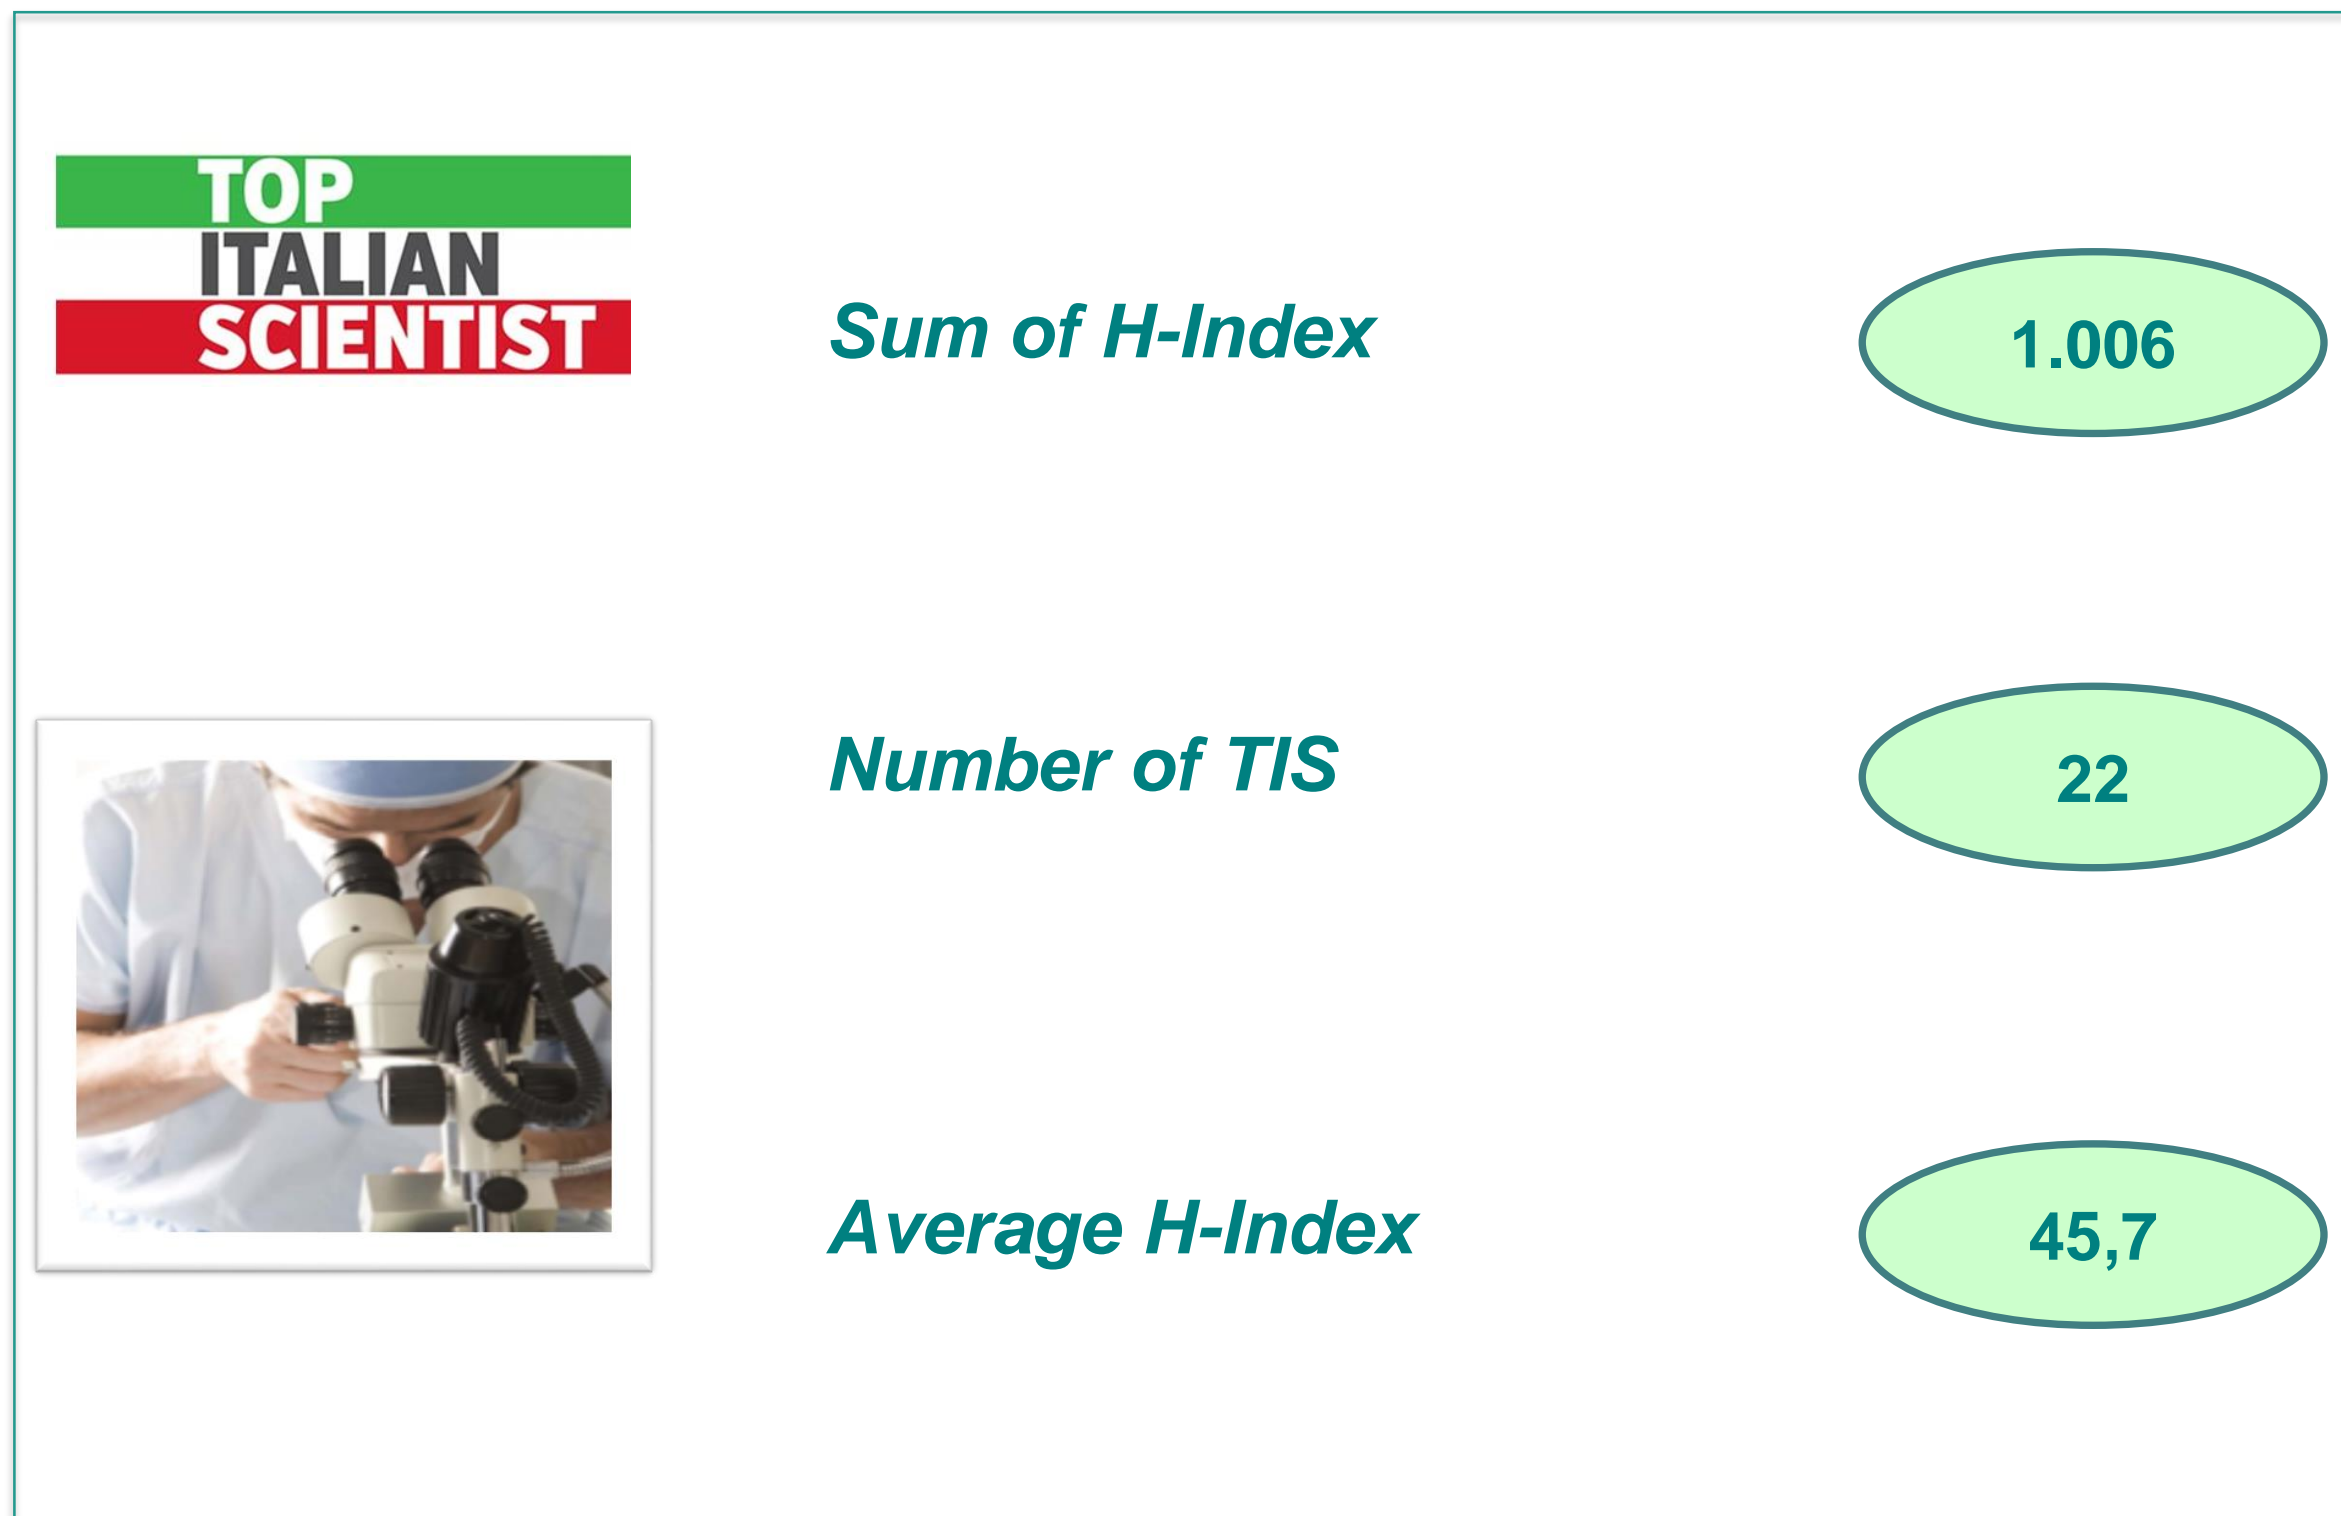 TOP
ITALIAN
SCIENTIST
Sum of H-Index
1.006
Number of TIS
22
Average H-Index
45,7